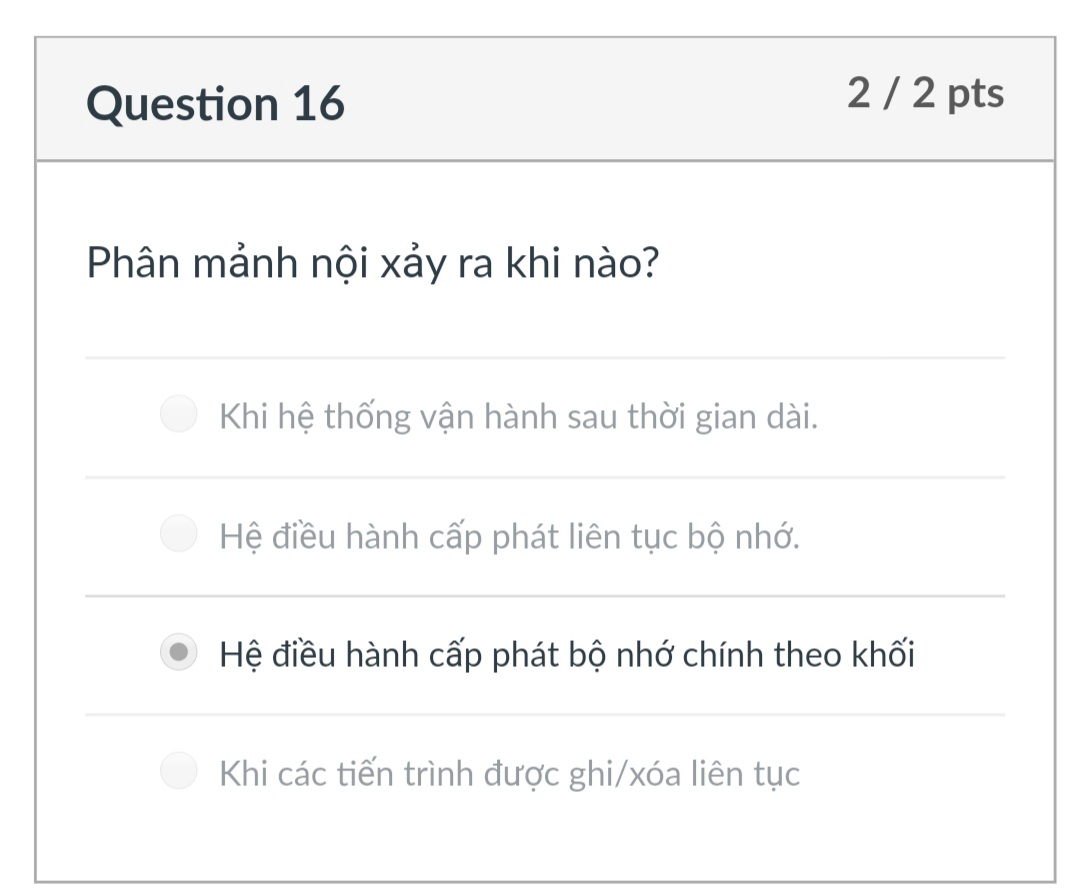 Question 16
2 / 2 pts
Phân mảnh nội xảy ra khi nào?
Khi hệ thống vận hành sau thời gian dài.
Hệ điều hành cấp phát liên tục bộ nhớ.
Hệ điều hành cấp phát bộ nhớ chính theo khối
Khi các tiến trình được ghi/xóa liên tục